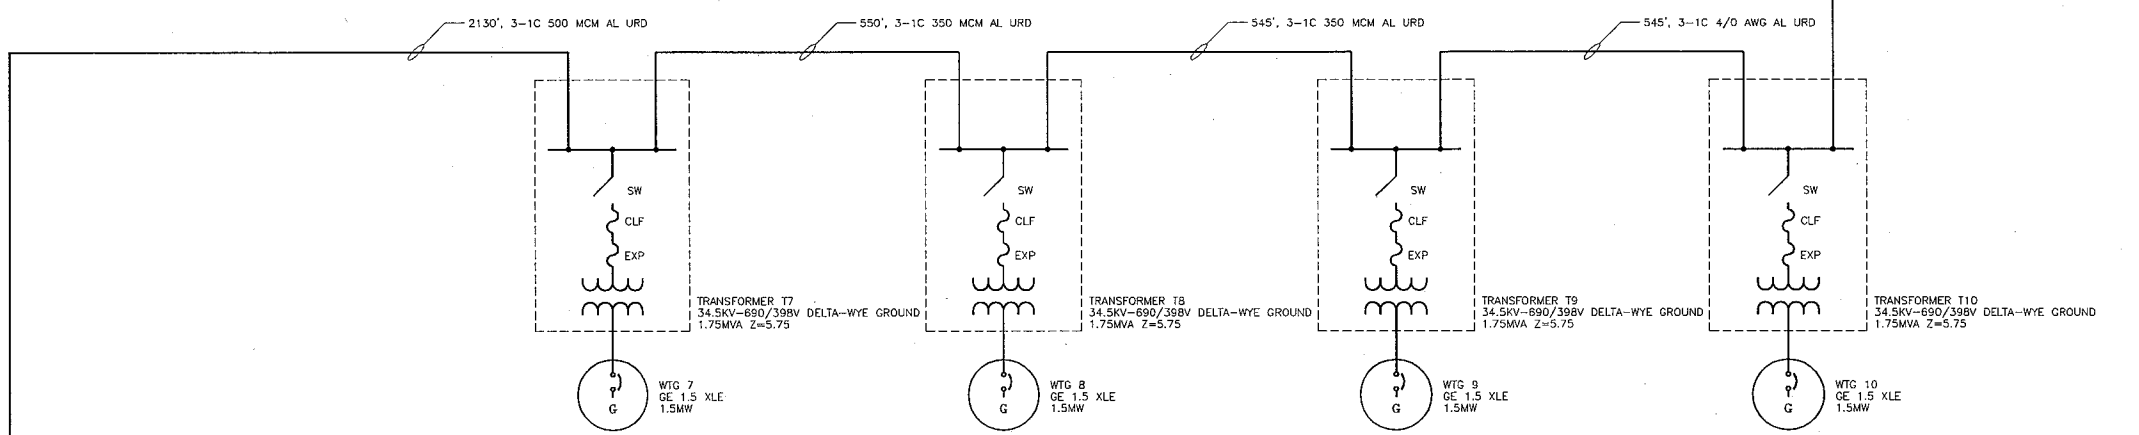 2130', 3-1C 500 MCM AL URD
550', 3-1C 350 MCM AL URD
545', 3-1C 350 MCM AL URD
545', 3-1C 4/0 AWG AL URD
SW
CLF
EXP
TRANSFORMER T7
34.5KV-690/398V DELTA-WYE GROUND
1.75MVA Z=5.75
WTG 7
GE 1.5 XLE
1.5MW
G
SW
CLF
EXP
TRANSFORMER T8
34.5KV-690/398V DELTA-WYE GROUND
1.75MVA Z=5.75
WTG 8
GE 1.5 XLE
1.5MW
G
SW
CLF
EXP
TRANSFORMER T9
34.5KV-690/398V DELTA-WYE GROUND
1.75MVA Z=5.75
WTG 9
GE 1.5 XLE
1.5MW
G
SW
CLF
EXP
TRANSFORMER T10
34.5KV-690/398V DELTA-WYE GROUND
1.75MVA Z=5.75
WTG 10
GE 1.5 XLE
1.5MW
G